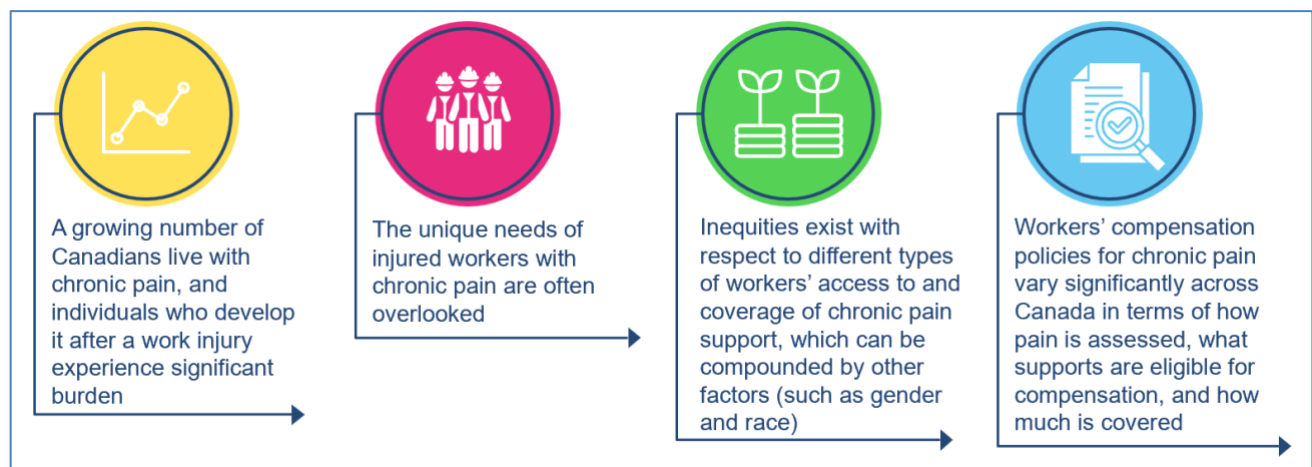 A growing number of
Canadians live with
chronic pain, and
individuals who develop
it after a work injury
experience significant
burden
The unique needs of
injured workers with
chronic pain are often
overlooked
Inequities exist with
respect to different types
of workers’ access to and
coverage of chronic pain
support, which can be
compounded by other
factors (such as gender
and race)
Workers’ compensation
policies for chronic pain
vary significantly across
Canada in terms of how
pain is assessed, what
supports are eligible for
compensation, and how
much is covered